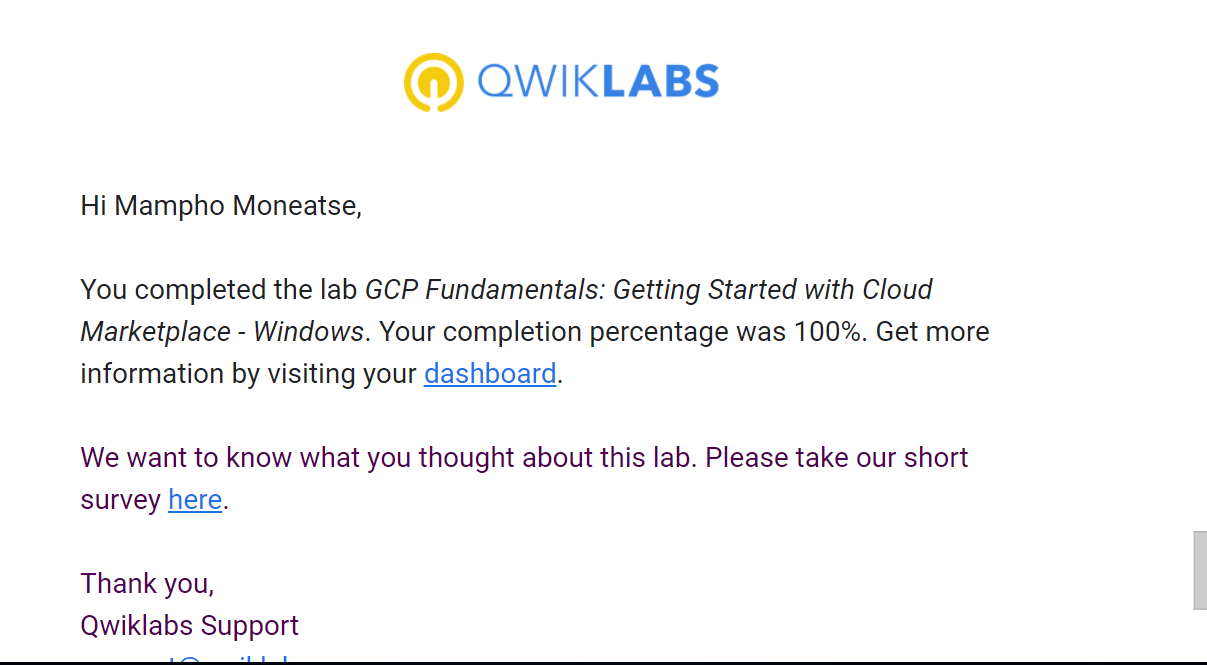 QWIKLABS
Hi Mampho Moneatse,
You completed the lab GCP Fundamentals: Getting Started with Cloud
Marketplace - Windows. Your completion percentage was 100%. Get more
information by visiting your dashboard.
We want to know what you thought about this lab. Please take our short
survey here.
Thank you,
Qwiklabs Support